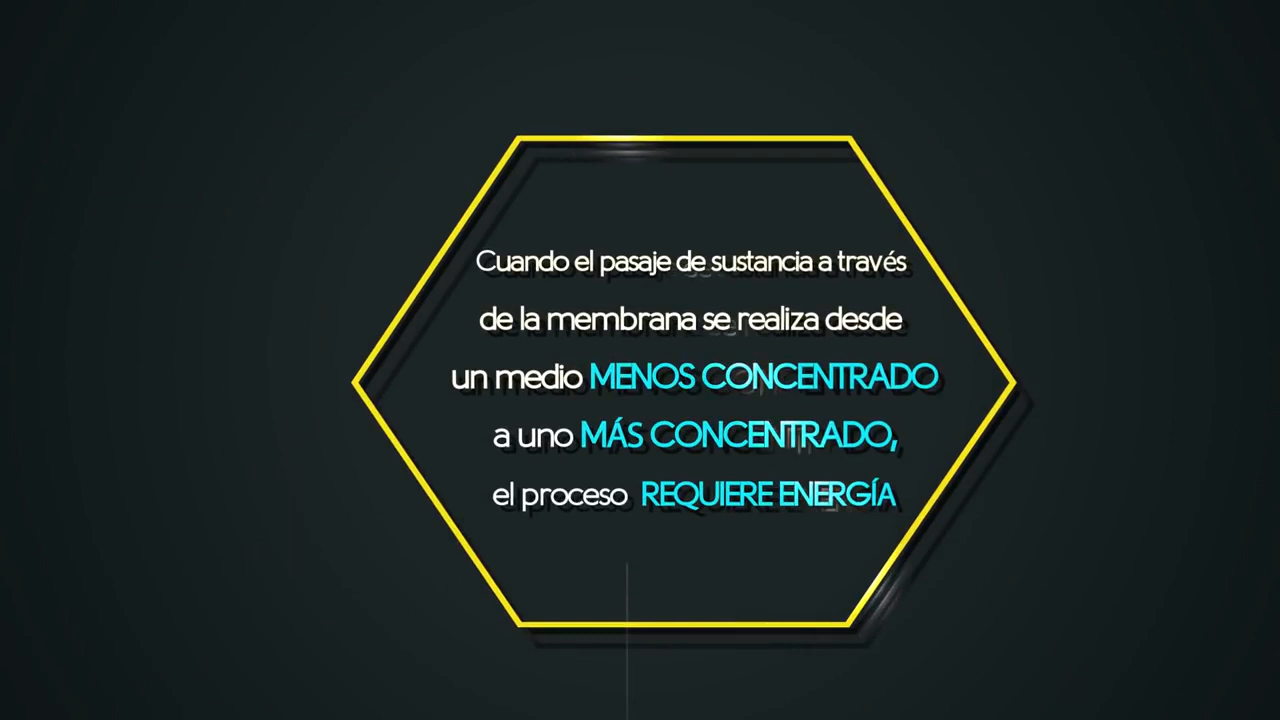 Cuando el pasaje de sustancia a través
de la membrana se realiza desde
un medio MENOS CONCENTRADO
a uno MÁS CONCENTRADO,
el proceso REQUIERE ENERGÍA